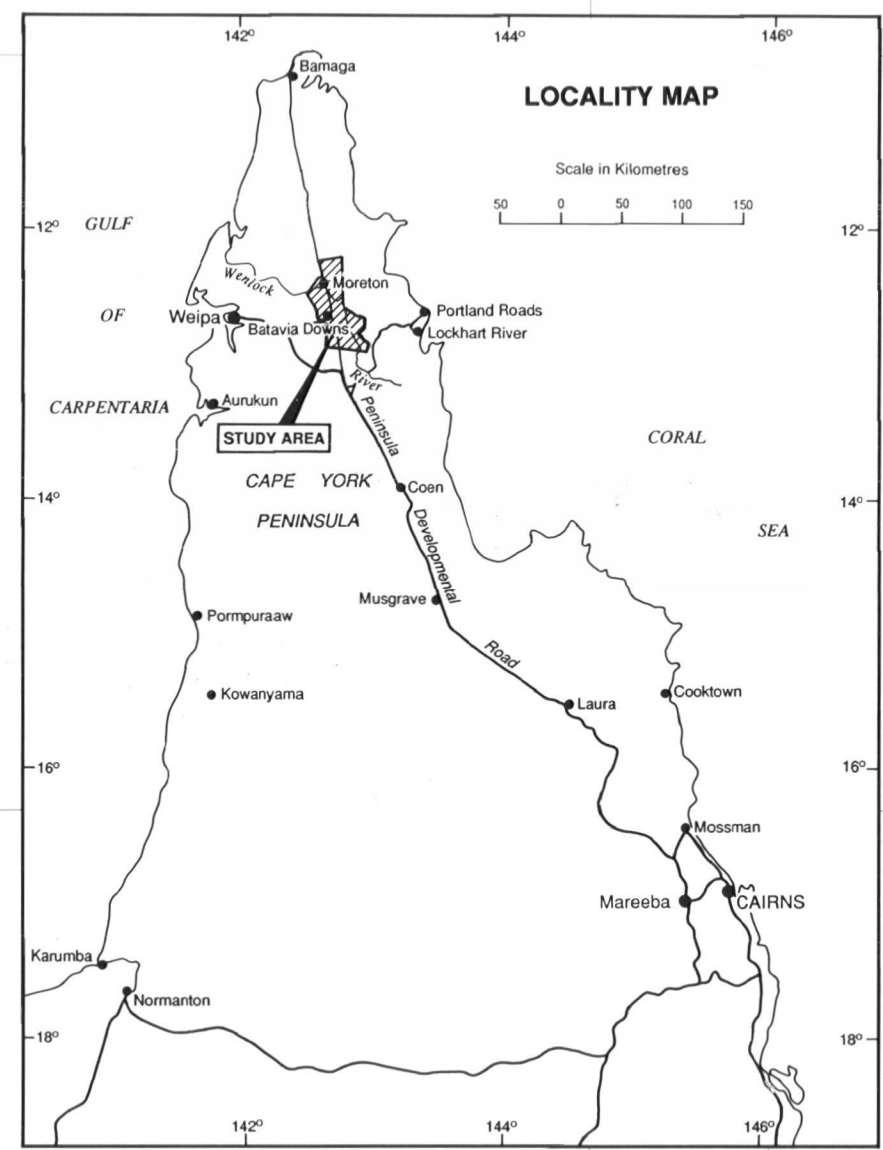 142° 144° 146°
Bamaga
LOCALITY MAP
Scale in Kilometres
50 0 50 100 150
12° GULF 12°
Wenlock
Moreton
OF Weipa Portland Roads
Batavia Downs Lockhart River
River
CARPENTARIA Aurukun
Peninsula
STUDY AREA CORAL
CAPE YORK
Coen
14° 14°
PENINSULA
SEA
Developmental
Musgrave
Pormpuraaw
Road
Kowanyama Cooktown
Laura
16° 16°
Mossman
Mareeba CAIRNS
Karumba
Normanton
18° 18°
142° 144° 146°